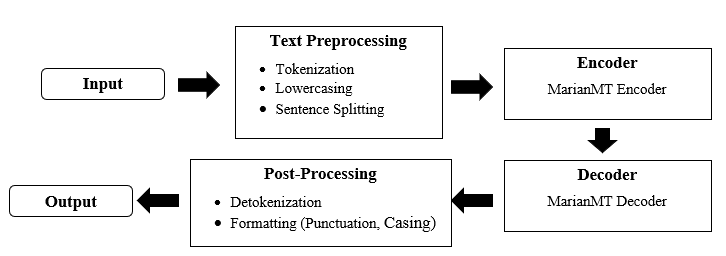 Input
Text Preprocessing
• Tokenization
• Lowercasing
• Sentence Splitting
Encoder
MarianMT Encoder
Decoder
MarianMT Decoder
Post-Processing
• Detokenization
• Formatting (Punctuation, Casing)
Output